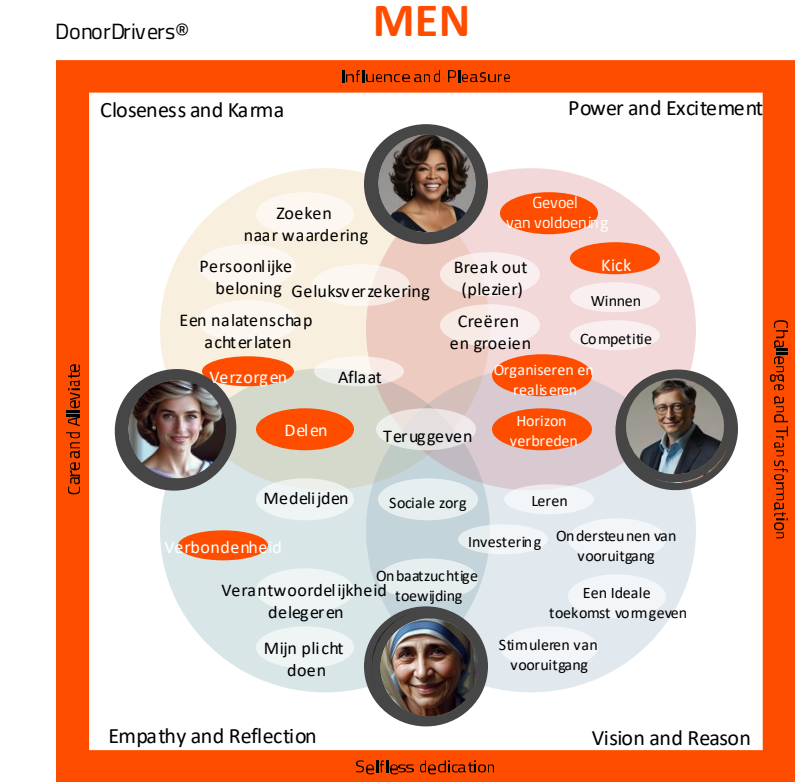 DonorDrivers®
MEN
Influence and Pleasure
Closeness and Karma
Power and Excitement
Zoeken
naar waardering
Gevoel
van voldoening
Persoonlijke
beloning
Geluksverzekering
Break out
(plezier)
Kick
Winnen
Een nalatenschap
achterlaten
Creëren
en groeien
Competitie
Verzorgen
Aflaat
Organiseren en
realiseren
Care and Alleviate
Challenge and Transformation
Delen
Teruggeven
Horizon
verbreden
Medelijden
Sociale zorg
Leren
Verbondenheid
Investering
Ondersteunen van
vooruitgang
Verantwoordelijkheid
delegeren
Onbaatzuchtige
toewijding
Een Ideale
toekomst vormgeven
Mijn plicht
doen
Stimuleren van
vooruitgang
Empathy and Reflection
Vision and Reason
Selfless dedication